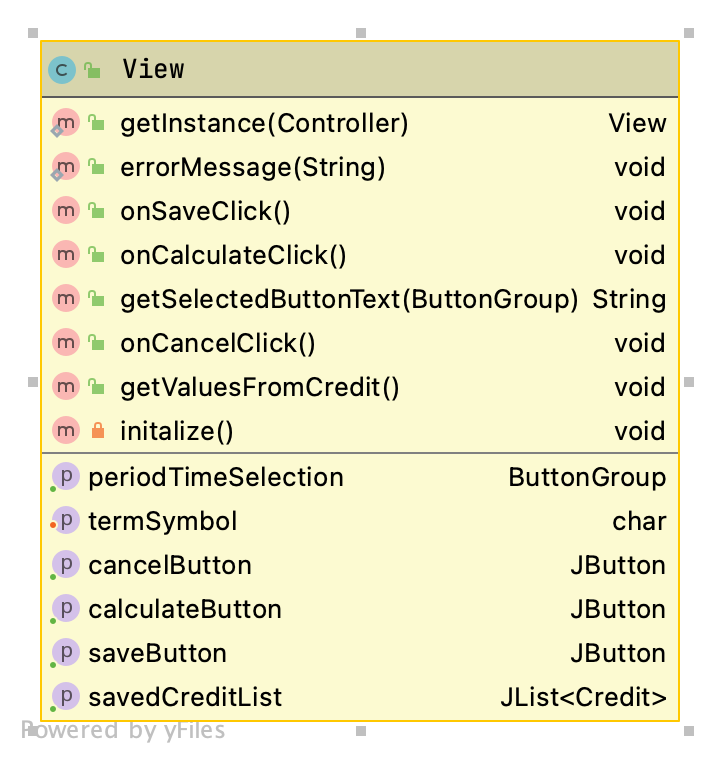 C View
m getInstance(Controller) View
m errorMessage(String) void
m onSaveClick() void
m onCalculateClick() void
m getSelectedButtonText(ButtonGroup) String
m onCancelClick() void
m getValuesFromCredit() void
m initalize() void
p periodTimeSelection ButtonGroup
p termSymbol char
p cancelButton JButton
p calculateButton JButton
p saveButton JButton
p savedCreditList JList<Credit>
Powered by yFiles